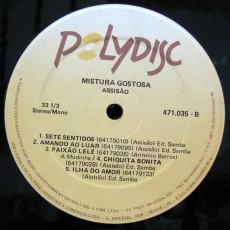 POLYDISC
MISTURA GOSTOSA
ASSISÃO
33 1/3
Stereo/Mono
471.035 - B
1. SETE SENTIDOS (64179010) (Assisão) Ed. Samba
2. AMANDO AO LUAR (64179095) (Assisão) Ed. Samba
3. PAIXÃO LELÉ (64179036) (Antonio Barros)
A Modinha / 4. CHIQUITA BONITA
(64179028) (Assisão) Ed. Samba
5. ILHA DO AMOR (64179133)
(Assisão) Ed. Samba